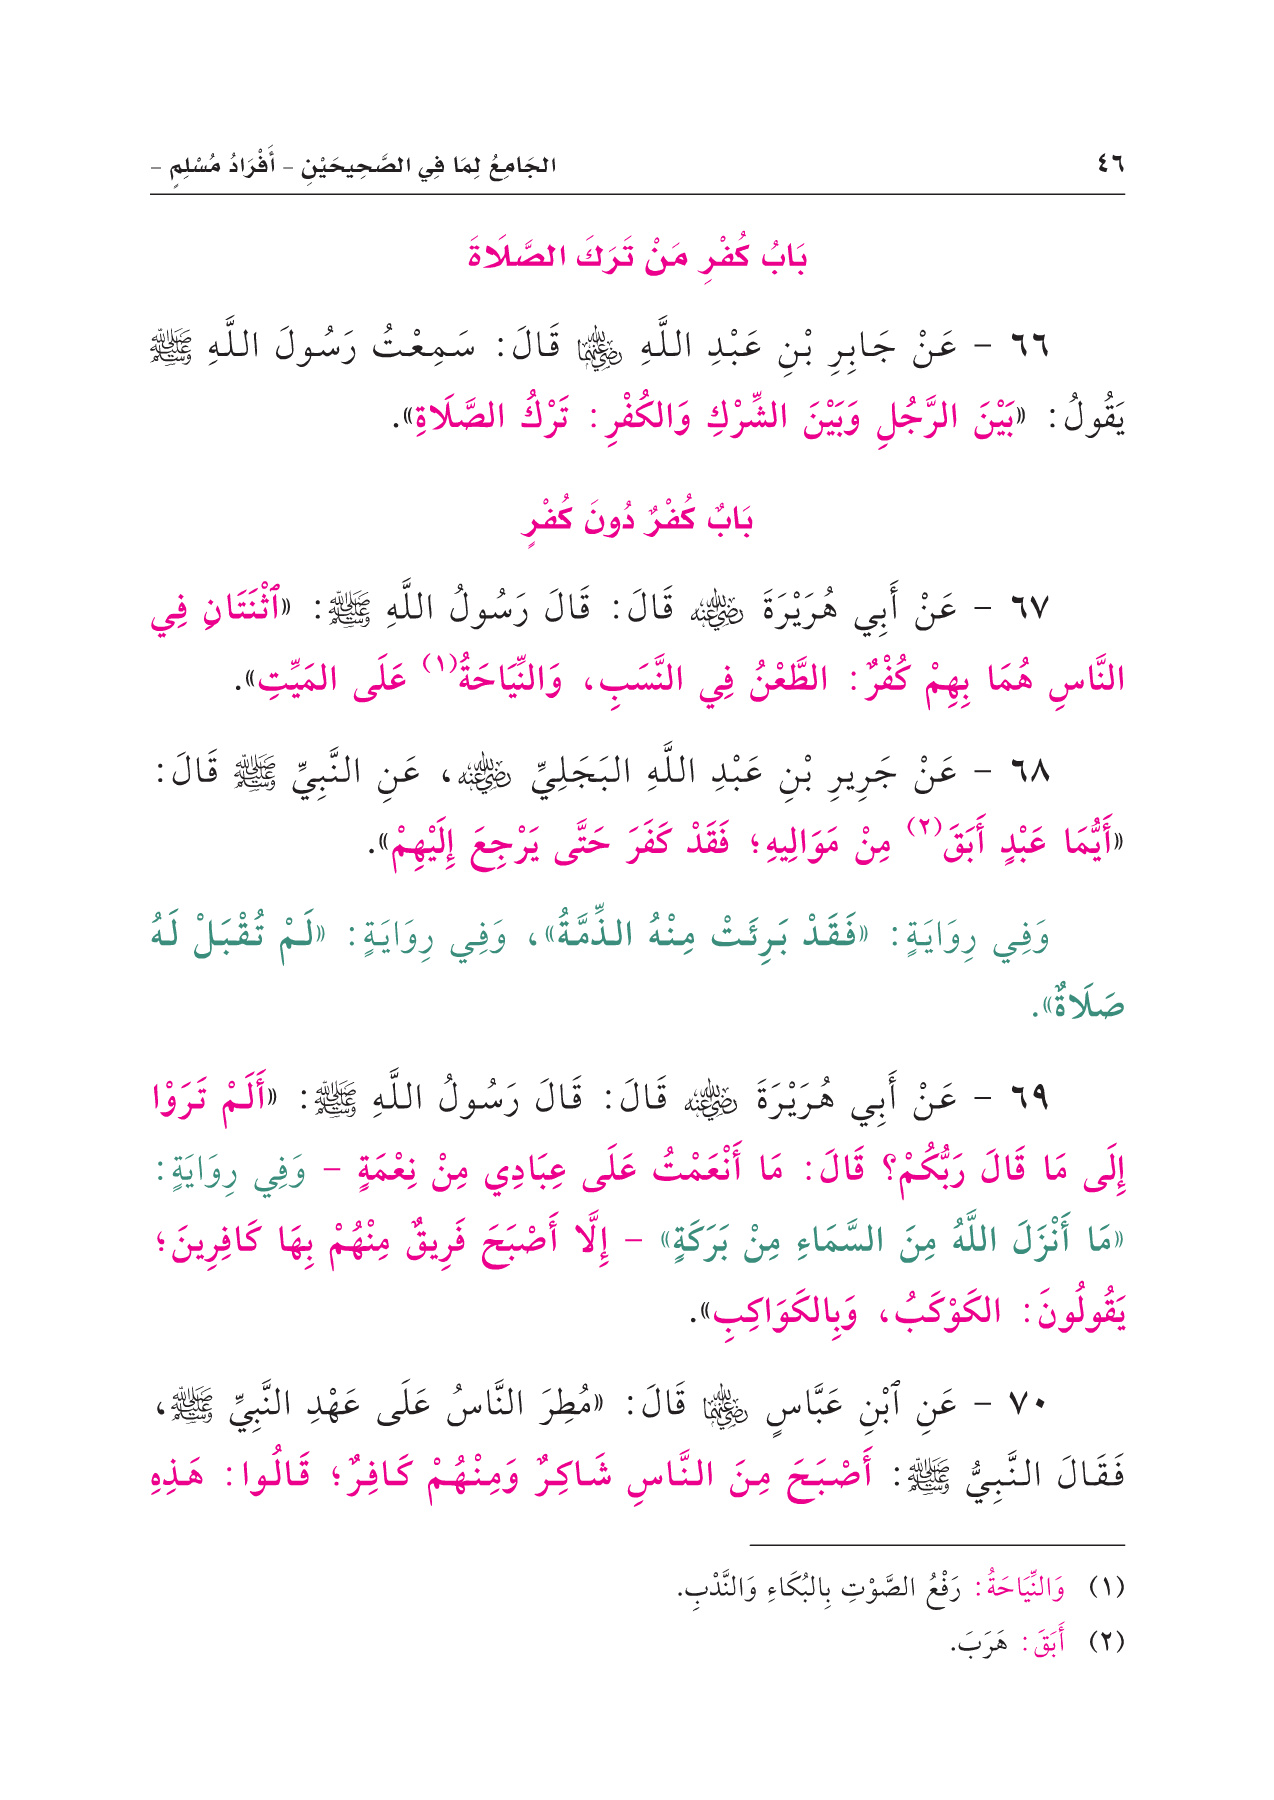 ٤٦
الجَامِعُ لِمَا فِي الصَّحِيحَيْنِ – أَفْرَادُ مُسْلِمٍ –
بَابُ كُفْرِ مَنْ تَرَكَ الصَّلَاةَ
٦٦ – عَنْ جَابِرِ بْنِ عَبْدِ اللَّهِ رَضِيَ اللَّهُ عَنْهُمَا قَالَ: سَمِعْتُ رَسُولَ اللَّهِ ﷺ
يَقُولُ: «بَيْنَ الرَّجُلِ وَبَيْنَ الشِّرْكِ وَالكُفْرِ: تَرْكُ الصَّلَاةِ».
بَابٌ كُفْرٌ دُونَ كُفْرٍ
٦٧ – عَنْ أَبِي هُرَيْرَةَ رَضِيَ اللَّهُ عَنْهُ قَالَ: قَالَ رَسُولُ اللَّهِ ﷺ: «ٱثْنَتَانِ فِي
النَّاسِ هُمَا بِهِمْ كُفْرٌ: الطَّعْنُ فِي النَّسَبِ، وَالنِّيَاحَةُ(١) عَلَى المَيِّتِ».
٦٨ – عَنْ جَرِيرِ بْنِ عَبْدِ اللَّهِ البَجَلِيِّ رَضِيَ اللَّهُ عَنْهُ، عَنِ النَّبِيِّ ﷺ قَالَ:
«أَيُّمَا عَبْدٍ أَبَقَ(٢) مِنْ مَوَالِيهِ؛ فَقَدْ كَفَرَ حَتَّى يَرْجِعَ إِلَيْهِمْ».
وَفِي رِوَايَةٍ: «فَقَدْ بَرِئَتْ مِنْهُ الذِّمَّةُ»، وَفِي رِوَايَةٍ: «لَمْ تُقْبَلْ لَهُ
صَلَاةٌ».
٦٩ – عَنْ أَبِي هُرَيْرَةَ رَضِيَ اللَّهُ عَنْهُ قَالَ: قَالَ رَسُولُ اللَّهِ ﷺ: «أَلَمْ تَرَوْا
إِلَى مَا قَالَ رَبُّكُمْ؟ قَالَ: مَا أَنْعَمْتُ عَلَى عِبَادِي مِنْ نِعْمَةٍ – وَفِي رِوَايَةٍ:
«مَا أَنْزَلَ اللَّهُ مِنَ السَّمَاءِ مِنْ بَرَكَةٍ» – إِلَّا أَصْبَحَ فَرِيقٌ مِنْهُمْ بِهَا كَافِرِينَ؛
يَقُولُونَ: الكَوْكَبُ، وَبِالكَوَاكِبِ».
٧٠ – عَنِ ٱبْنِ عَبَّاسٍ رَضِيَ اللَّهُ عَنْهُمَا قَالَ: «مُطِرَ النَّاسُ عَلَى عَهْدِ النَّبِيِّ ﷺ،
فَقَالَ النَّبِيُّ ﷺ: أَصْبَحَ مِنَ النَّاسِ شَاكِرٌ وَمِنْهُمْ كَافِرٌ؛ قَالُوا: هَذِهِ
(١) وَالنِّيَاحَةُ: رَفْعُ الصَّوْتِ بِالبُكَاءِ وَالنَّدْبِ.
(٢) أَبَقَ: هَرَبَ.